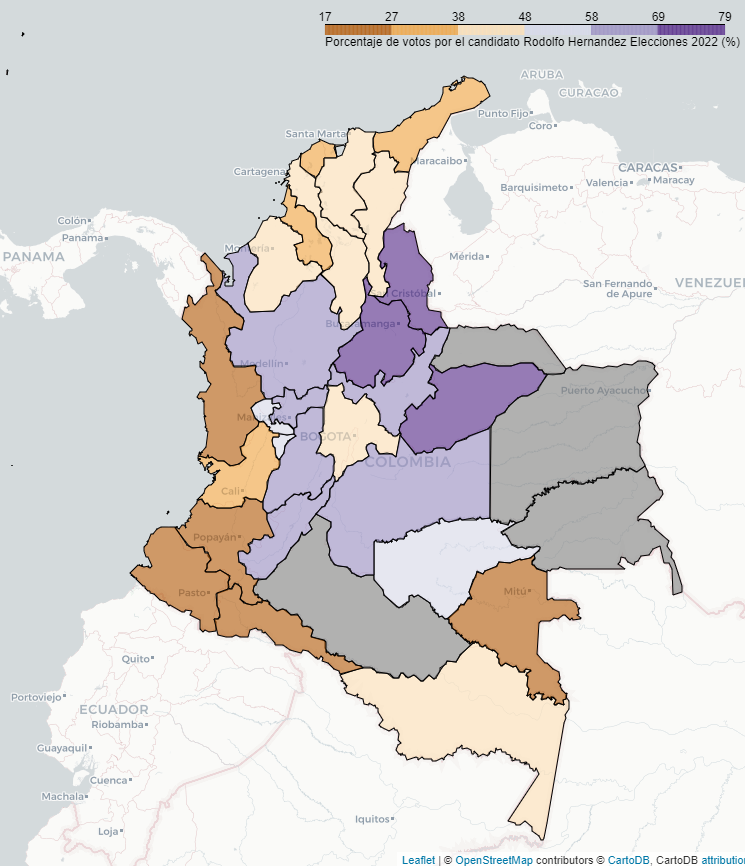 17 27 38 48 58 69 79
Porcentaje de votos por el candidato Rodolfo Hernandez Elecciones 2022 (%)
ARUBA
CURACAO
Punto Fijo
Coro
Santa Marta
Maracaibo
CARACAS
Cartagena
Barquisimeto
Valencia
Maracay
Colón
Panama
PANAMA
Montería
Mérida
San Cristóbal
San Fernando
de Apure
VENEZUEL
Bucaramanga
Medellín
Puerto Ayacucho
Manizales
BOGOTA
COLOMBIA
Cali
Popayán
Mitú
Pasto
Quito
Portoviejo
ECUADOR
Riobamba
Guayaquil
Cuenca
Machala
Iquitos
Loja
Leaflet | © OpenStreetMap contributors © CartoDB, CartoDB attribution